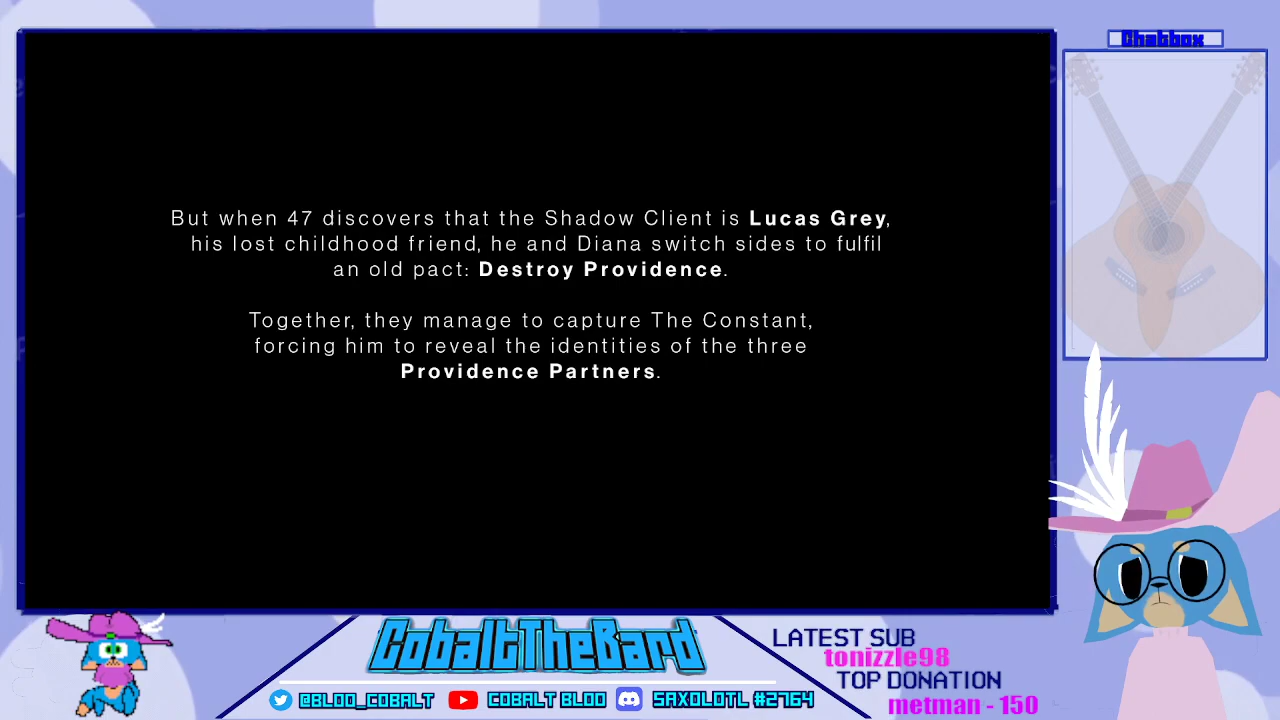 Chatbox
But when 47 discovers that the Shadow Client is Lucas Grey,
his lost childhood friend, he and Diana switch sides to fulfil
an old pact: Destroy Providence.
Together, they manage to capture The Constant,
forcing him to reveal the identities of the three
Providence Partners.
CobaltTheBard
@BLOO_COBALT
COBALT BLOO
SAXOLOTL #2764
LATEST SUB
tonizzle98
TOP DONATION
metman - 150